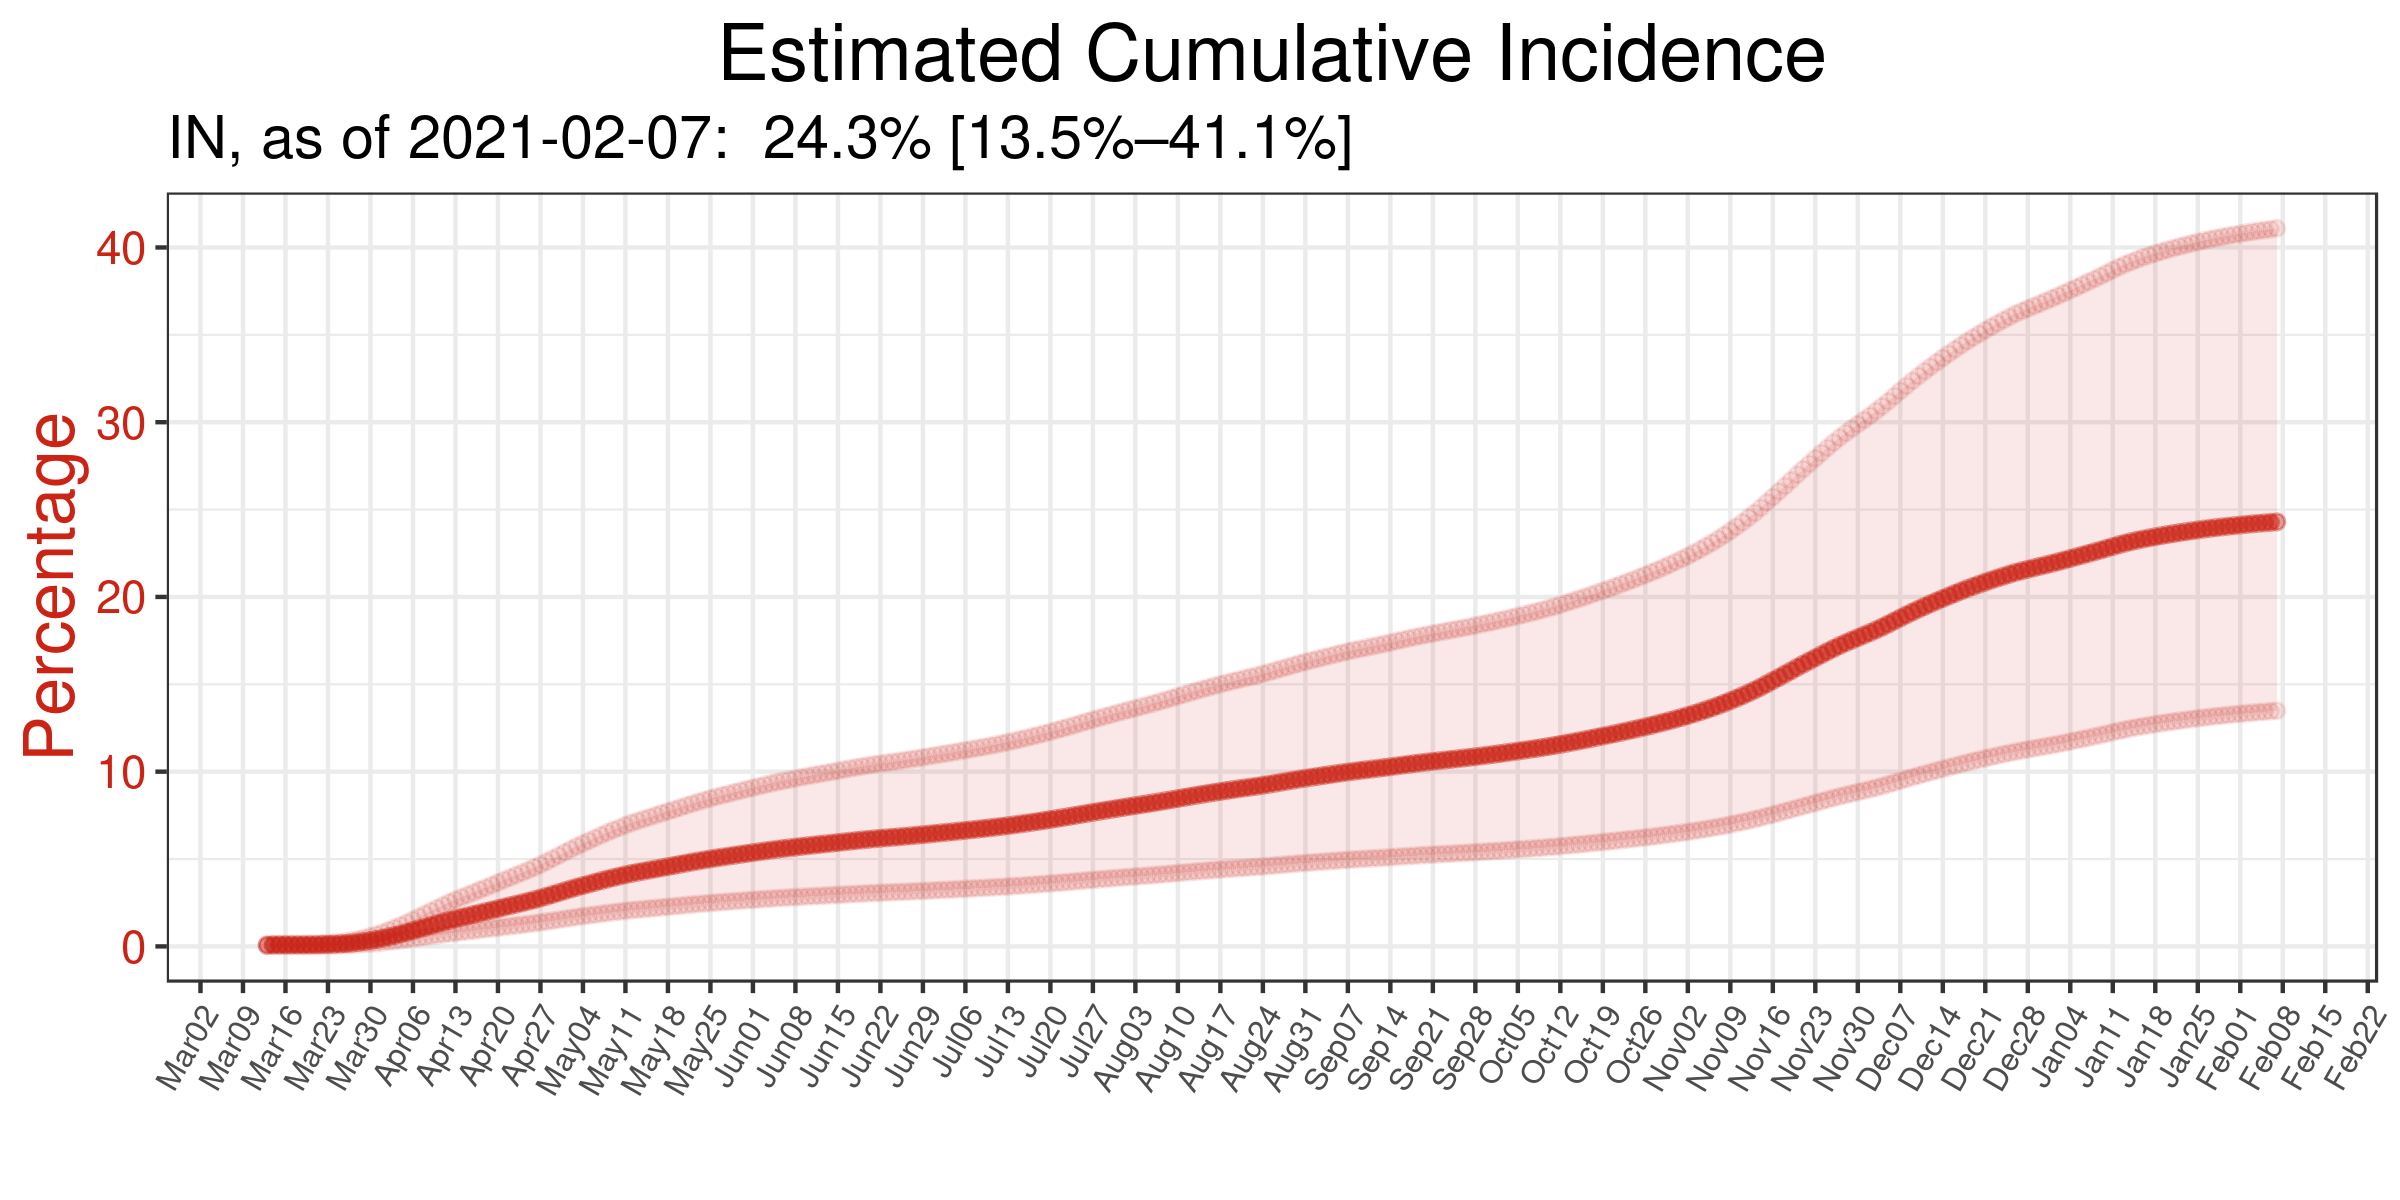 Estimated Cumulative Incidence
IN, as of 2021-02-07:  24.3% [13.5%–41.1%]
Percentage
40
30
20
10
0
Mar02 Mar09 Mar16 Mar23 Mar30 Apr06 Apr13 Apr20 Apr27 May04 May11 May18 May25 Jun01 Jun08 Jun15 Jun22 Jun29 Jul06 Jul13 Jul20 Jul27 Aug03 Aug10 Aug17 Aug24 Aug31 Sep07 Sep14 Sep21 Sep28 Oct05 Oct12 Oct19 Oct26 Nov02 Nov09 Nov16 Nov23 Nov30 Dec07 Dec14 Dec21 Dec28 Jan04 Jan11 Jan18 Jan25 Feb01 Feb08 Feb15 Feb22